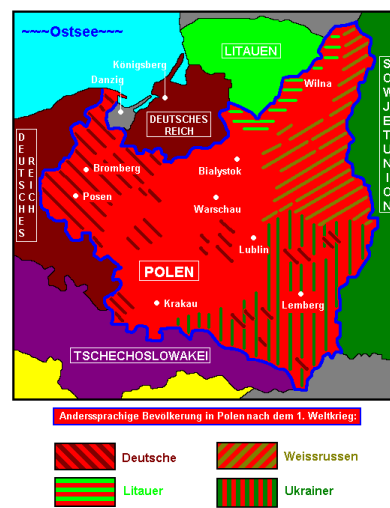 ~~~~Ostsee~~~
Königsberg
Danzig
LITAUEN
Wilna
DEUTSCHES
REICH
SOWJETUNION
DEUTSCHES
REICH
Bromberg
Bialystok
Posen
Warschau
Lublin
POLEN
Krakau
Lemberg
TSCHECHOSLOWAKEI
Anderssprachige Bevölkerung in Polen nach dem 1. Weltkrieg:
Deutsche
Weissrussen
Litauer
Ukrainer